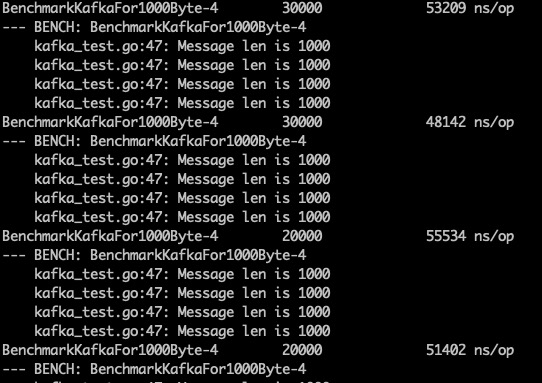 BenchmarkKafkaFor1000Byte-4 30000 53209 ns/op
--- BENCH: BenchmarkKafkaFor1000Byte-4
kafka_test.go:47: Message len is 1000
kafka_test.go:47: Message len is 1000
kafka_test.go:47: Message len is 1000
kafka_test.go:47: Message len is 1000
BenchmarkKafkaFor1000Byte-4 30000 48142 ns/op
--- BENCH: BenchmarkKafkaFor1000Byte-4
kafka_test.go:47: Message len is 1000
kafka_test.go:47: Message len is 1000
kafka_test.go:47: Message len is 1000
kafka_test.go:47: Message len is 1000
BenchmarkKafkaFor1000Byte-4 20000 55534 ns/op
--- BENCH: BenchmarkKafkaFor1000Byte-4
kafka_test.go:47: Message len is 1000
kafka_test.go:47: Message len is 1000
kafka_test.go:47: Message len is 1000
kafka_test.go:47: Message len is 1000
BenchmarkKafkaFor1000Byte-4 20000 51402 ns/op
--- BENCH: BenchmarkKafkaFor1000Byte-4